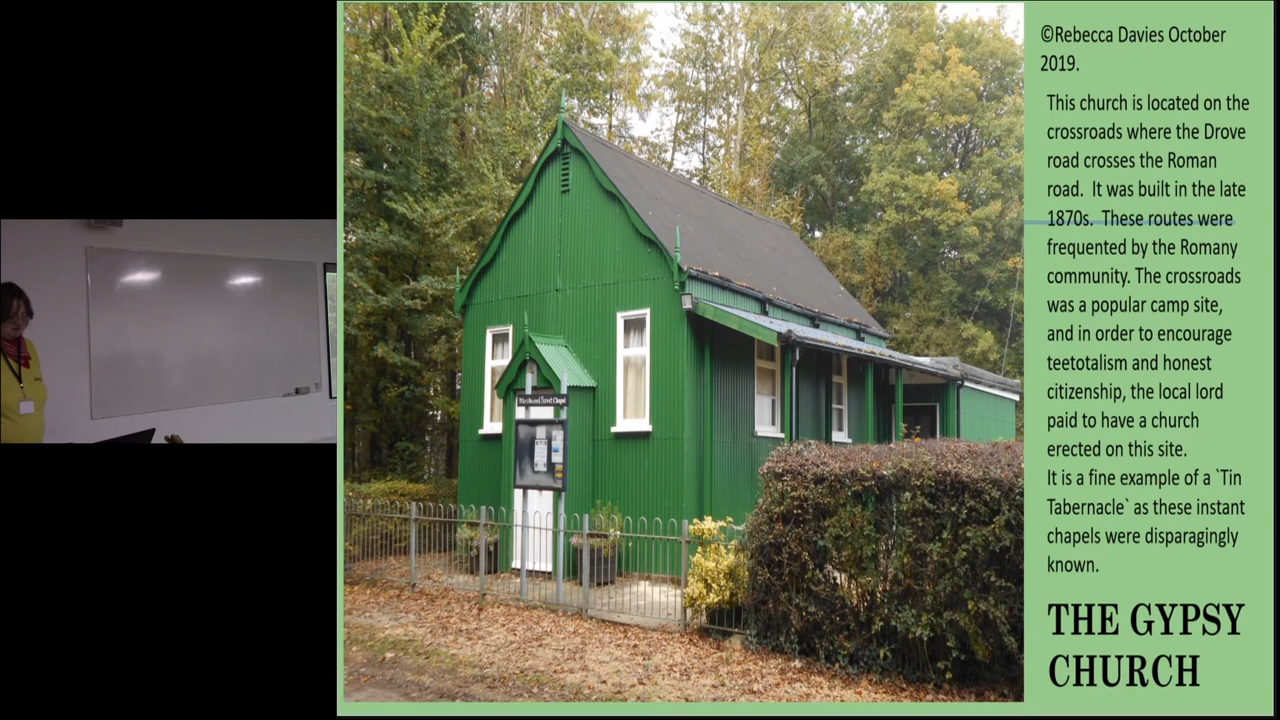 ©Rebecca Davies October
2019.
This church is located on the
crossroads where the Drove
road crosses the Roman
road. It was built in the late
1870s. These routes were
frequented by the Romany
community. The crossroads
was a popular camp site,
and in order to encourage
teetotalism and honest
citizenship, the local lord
paid to have a church
erected on this site.
It is a fine example of a `Tin
Tabernacle` as these instant
chapels were disparagingly
known.
THE GYPSY
CHURCH
Forest Chapel